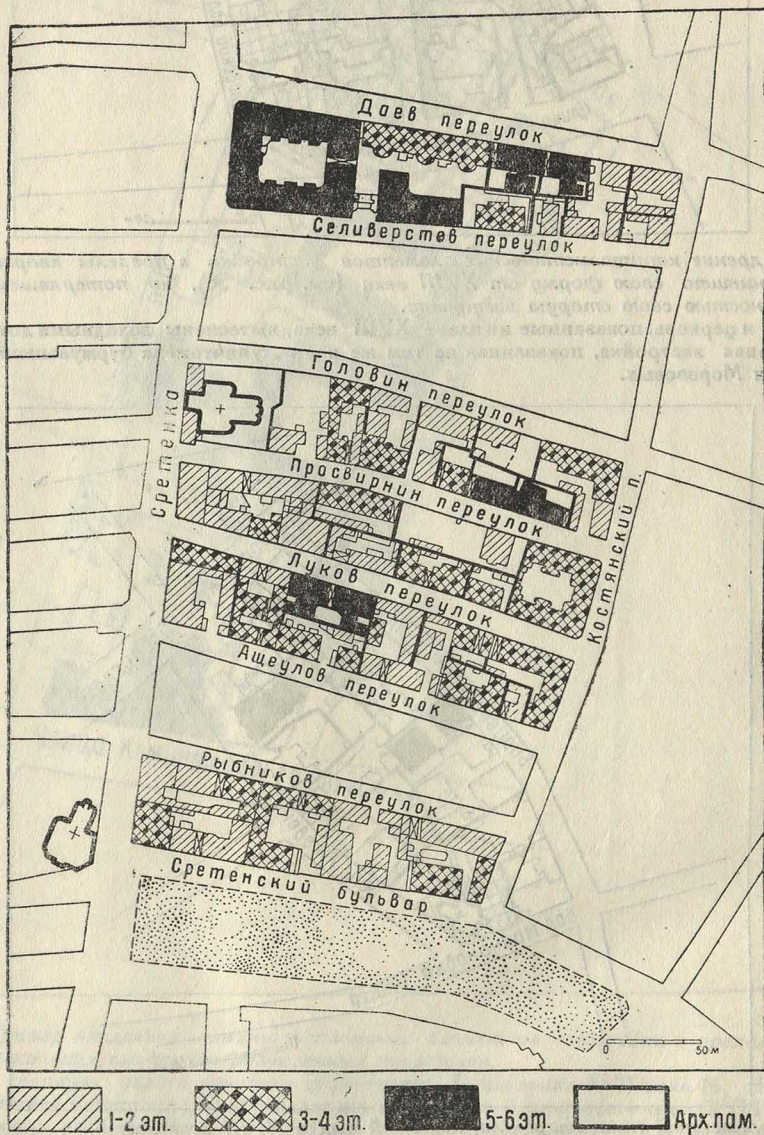 Даев переулок
Селиверстов переулок
Головин переулок
Сретенка
Просвирнин переулок
Костянский п.
Луков переулок
Ащеулов переулок
Рыбников переулок
Сретенский бульвар
0 50 м
1-2 эт. 3-4 эт. 5-6 эт. Арх.пам.